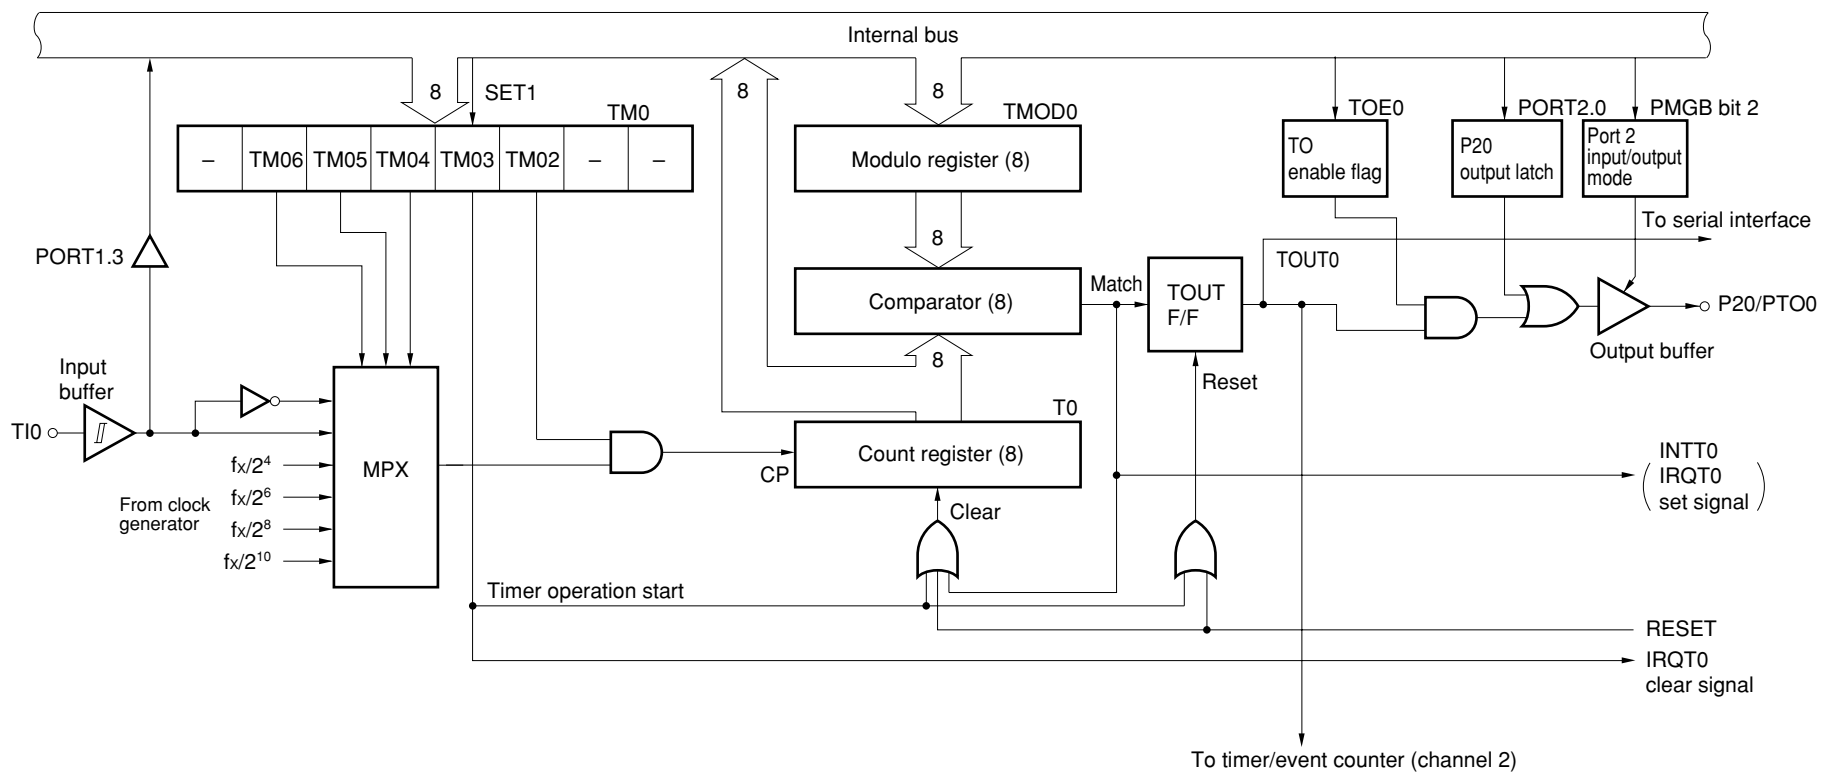 Internal bus
8
SET1
TM0
8
8
TMOD0
TOE0
PORT2.0
PMGB bit 2
–
TM06
TM05
TM04
TM03
TM02
–
–
Modulo register (8)
TO
enable flag
P20
output latch
Port 2
input/output
mode
To serial interface
PORT1.3
8
TOUT0
Comparator (8)
Match
TOUT
F/F
P20/PTO0
Output buffer
8
Reset
Input
buffer
TI0
T0
MPX
Count register (8)
CP
Clear
fx/2⁴
fx/2⁶
fx/2⁸
fx/2¹⁰
From clock
generator
INTT0
IRQT0
set signal
Timer operation start
RESET
IRQT0
clear signal
To timer/event counter (channel 2)